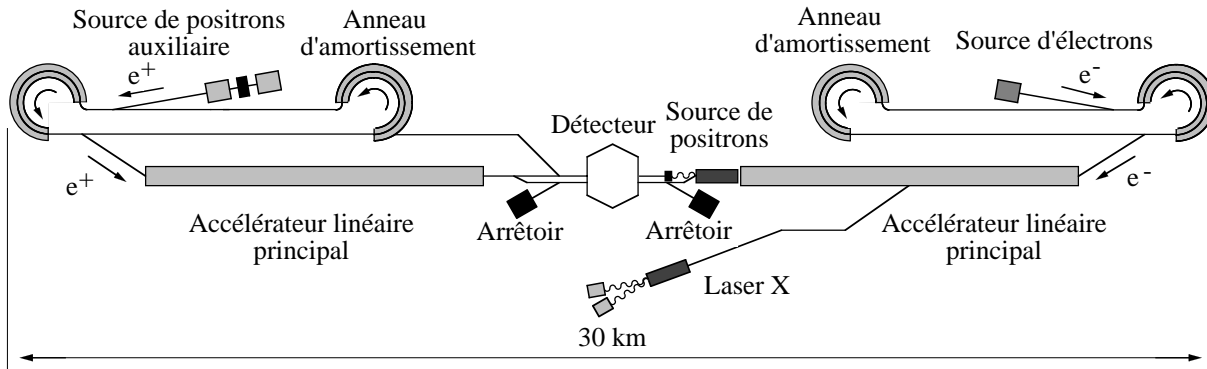 Source de positrons
auxiliaire
Anneau
d'amortissement
Anneau
d'amortissement
Source d'électrons
e+
e-
Détecteur
Source de
positrons
e+
e-
Accélérateur linéaire
principal
Arrêtoir
Arrêtoir
Accélérateur linéaire
principal
Laser X
30 km